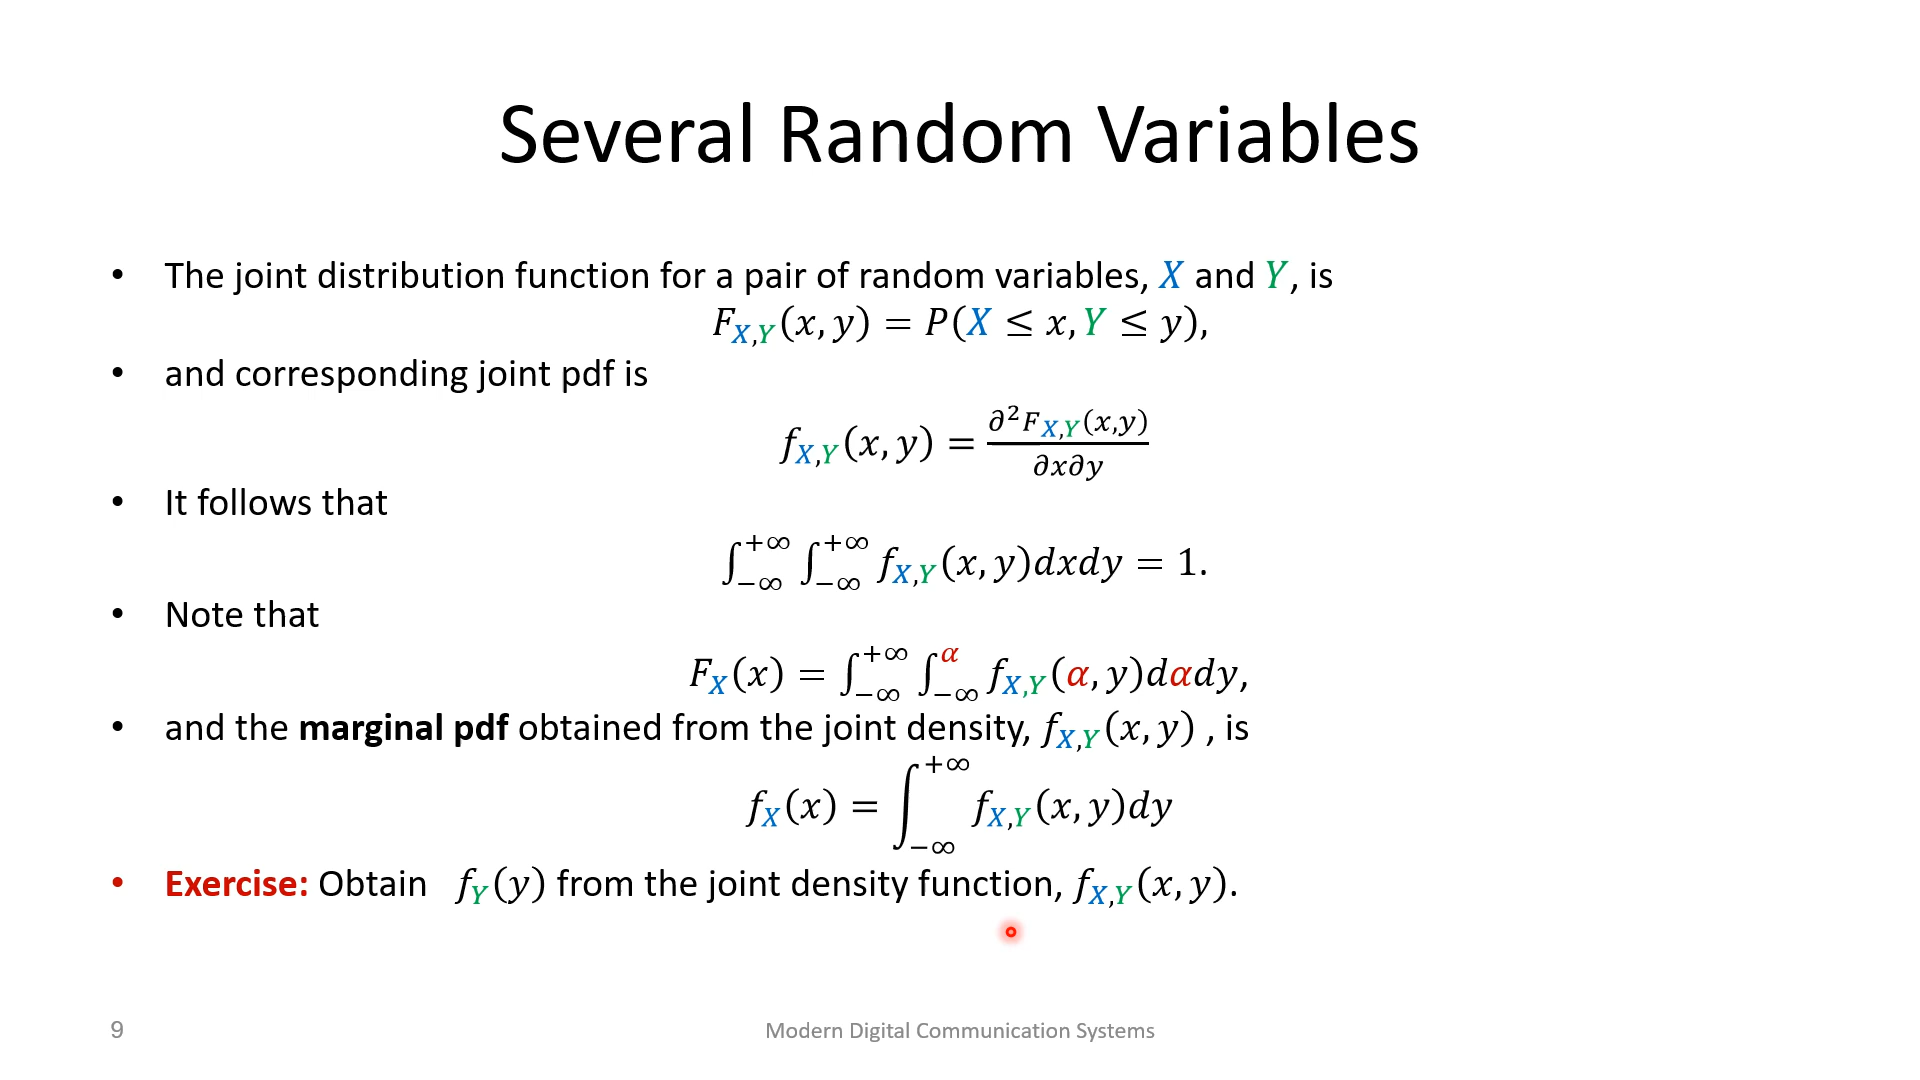 Several Random Variables
• The joint distribution function for a pair of random variables, X and Y, is
F_{X,Y}(x, y) = P(X ≤ x, Y ≤ y),
• and corresponding joint pdf is
f_{X,Y}(x, y) = ∂²F_{X,Y}(x,y) / ∂x∂y
• It follows that
∫_{−∞}^{+∞} ∫_{−∞}^{+∞} f_{X,Y}(x, y)dxdy = 1.
• Note that
F_X(x) = ∫_{−∞}^{+∞} ∫_{−∞}^{α} f_{X,Y}(α, y)dαdy,
• and the marginal pdf obtained from the joint density, f_{X,Y}(x, y) , is
f_X(x) = ∫_{−∞}^{+∞} f_{X,Y}(x, y)dy
• Exercise: Obtain f_Y(y) from the joint density function, f_{X,Y}(x, y).
9
Modern Digital Communication Systems